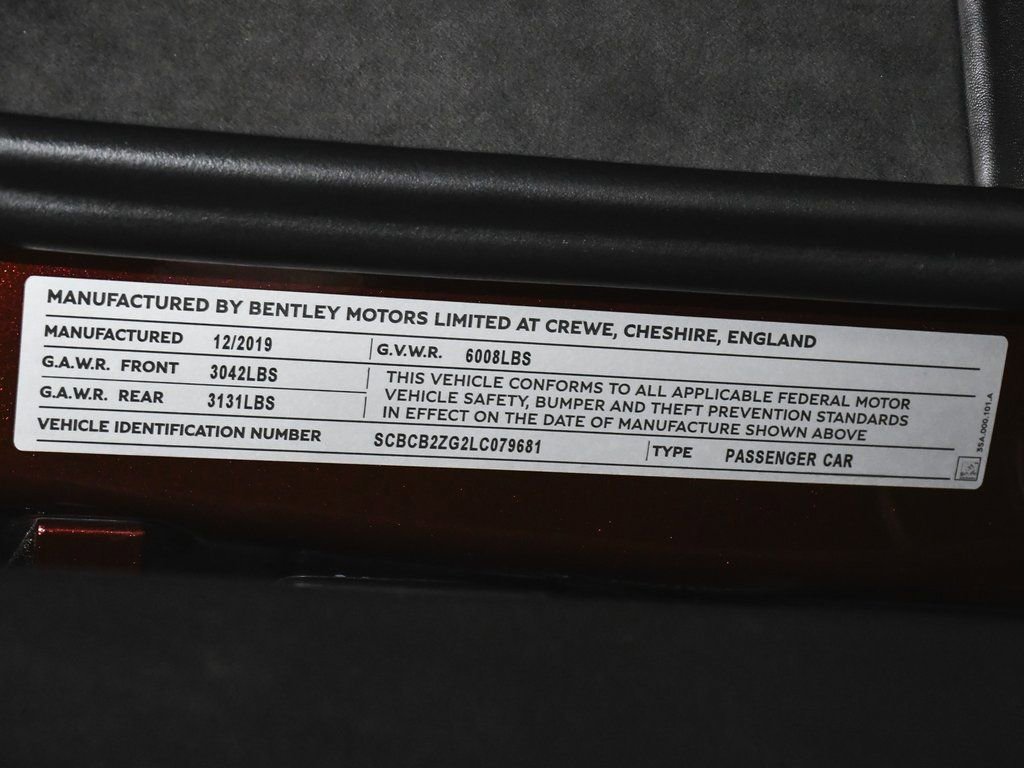 MANUFACTURED BY BENTLEY MOTORS LIMITED AT CREWE, CHESHIRE, ENGLAND
MANUFACTURED 12/2019 G.V.W.R. 6008LBS
G.A.W.R. FRONT 3042LBS
G.A.W.R. REAR 3131LBS
THIS VEHICLE CONFORMS TO ALL APPLICABLE FEDERAL MOTOR
VEHICLE SAFETY, BUMPER AND THEFT PREVENTION STANDARDS
IN EFFECT ON THE DATE OF MANUFACTURE SHOWN ABOVE
VEHICLE IDENTIFICATION NUMBER SCBCB2ZG2LC079681 TYPE PASSENGER CAR
3SA.000.101.A